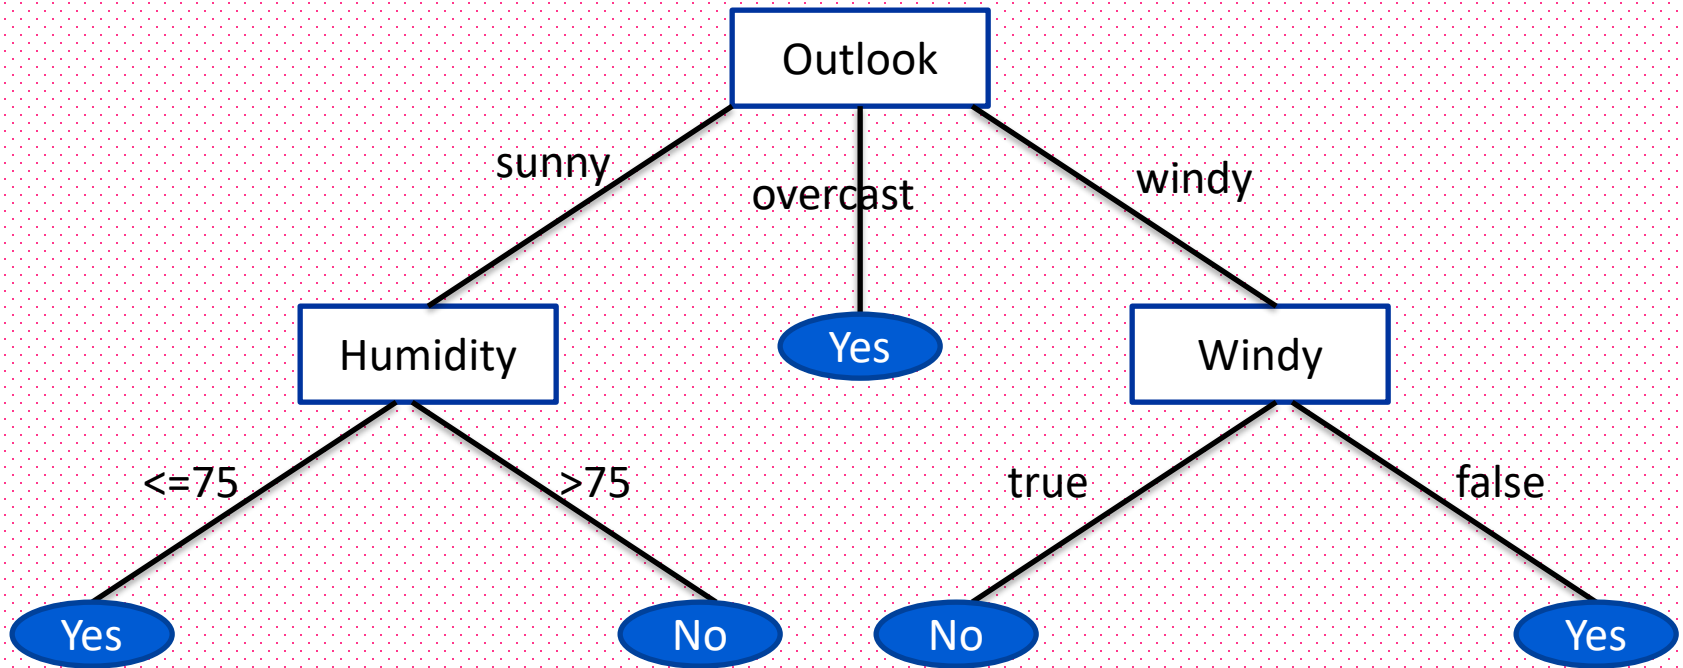 Outlook
sunny
overcast
windy
Humidity
Yes
Windy
<=75
>75
true
false
Yes
No
No
Yes